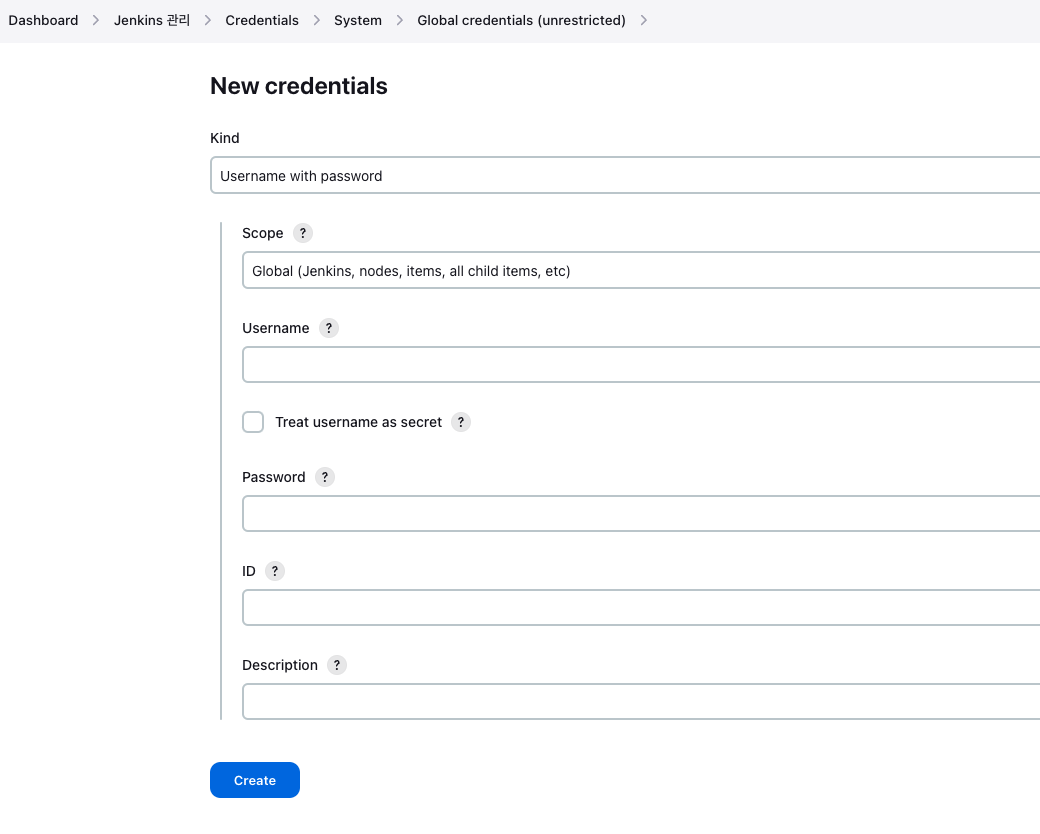 Dashboard > Jenkins 관리 > Credentials > System > Global credentials (unrestricted) >
New credentials
Kind
Username with password
Scope ?
Global (Jenkins, nodes, items, all child items, etc)
Username ?
Treat username as secret ?
Password ?
ID ?
Description ?
Create